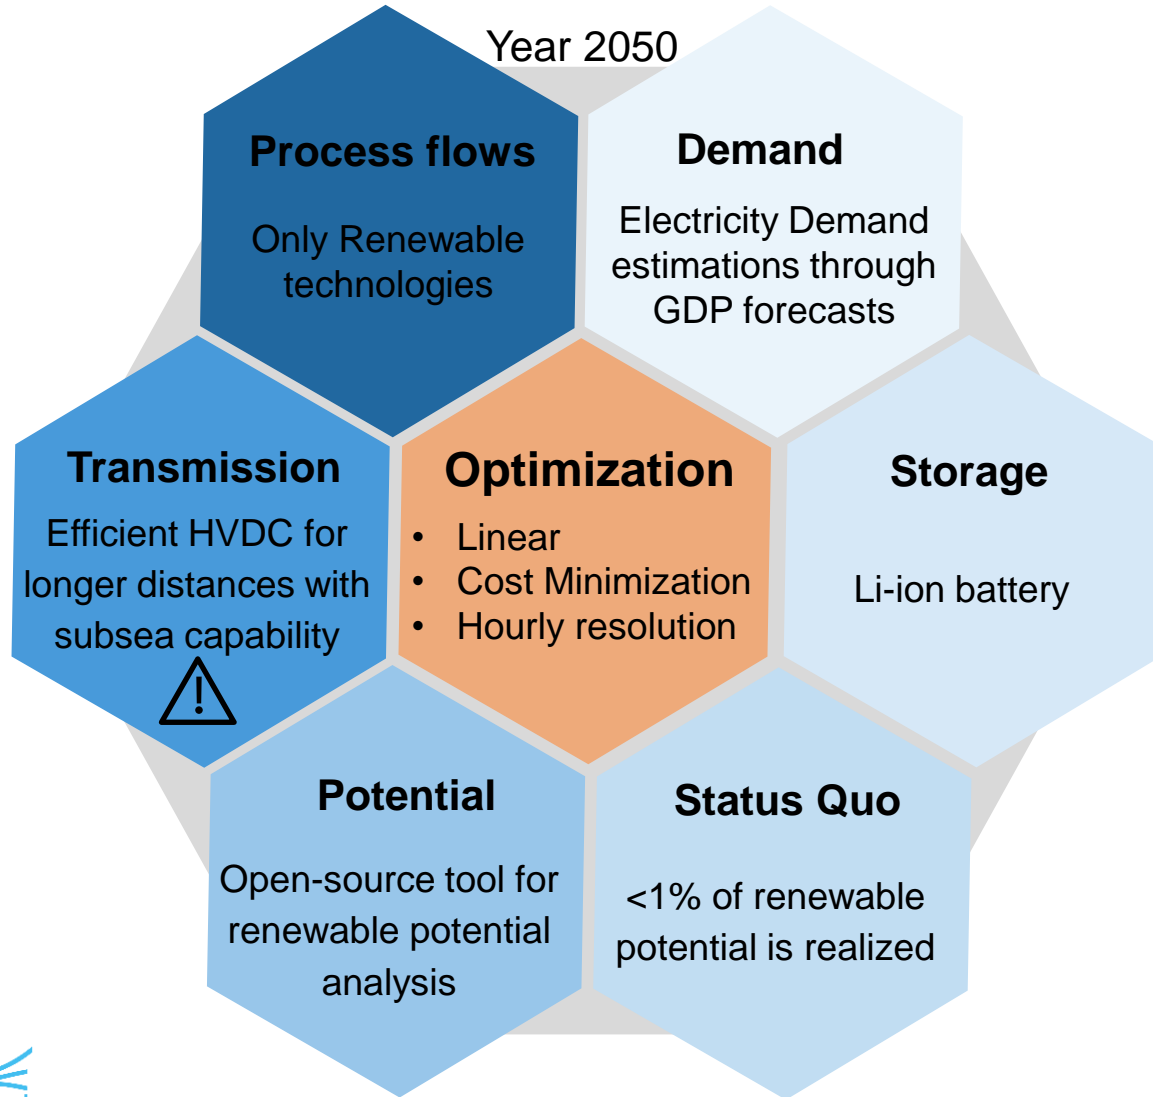 Year 2050
Process flows
Only Renewable
technologies
Demand
Electricity Demand
estimations through
GDP forecasts
Transmission
Efficient HVDC for
longer distances with
subsea capability
!
Optimization
• Linear
• Cost Minimization
• Hourly resolution
Storage
Li-ion battery
Potential
Open-source tool for
renewable potential
analysis
Status Quo
<1% of renewable
potential is realized